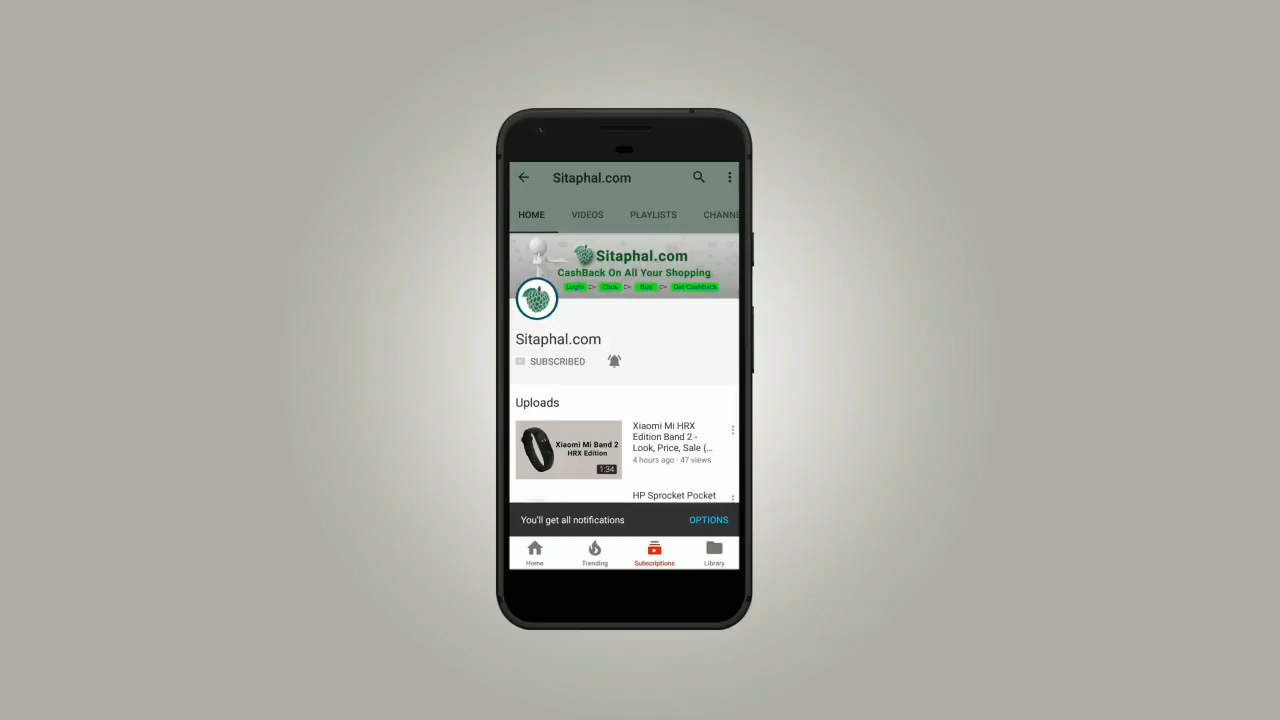 Sitaphal.com
HOME VIDEOS PLAYLISTS CHANNE
Sitaphal.com
CashBack On All Your Shopping
Login Click Buy Get Cashback
Sitaphal.com
SUBSCRIBED
Uploads
Xiaomi Mi Band 2
HRX Edition
1:34
Xiaomi Mi HRX
Edition Band 2 -
Look, Price, Sale (...
4 hours ago · 47 views
HP Sprocket Pocket
You'll get all notifications OPTIONS
Home Trending Subscriptions Library